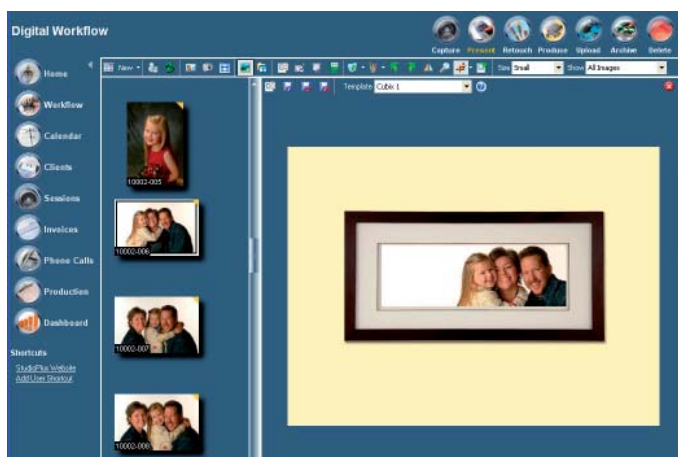 Digital Workflow
Capture Present Retouch Produce Upload Archive Delete
Home
New
Size Small Show All Images
Template Cubix 1
Workflow
Calendar
Clients
Sessions
Invoices
Phone Calls
Production
Dashboard
Shortcuts
StudioPlus Website
Add User Shortcut
10002-005
10002-006
10002-007
10002-008